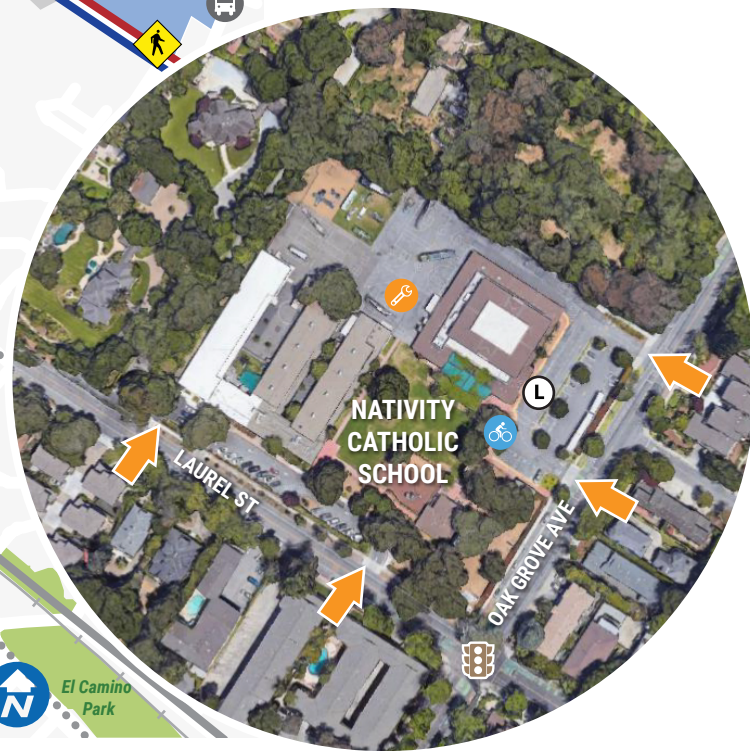 L
NATIVITY
CATHOLIC
SCHOOL
LAUREL ST
OAK GROVE AVE
El Camino
Park
N